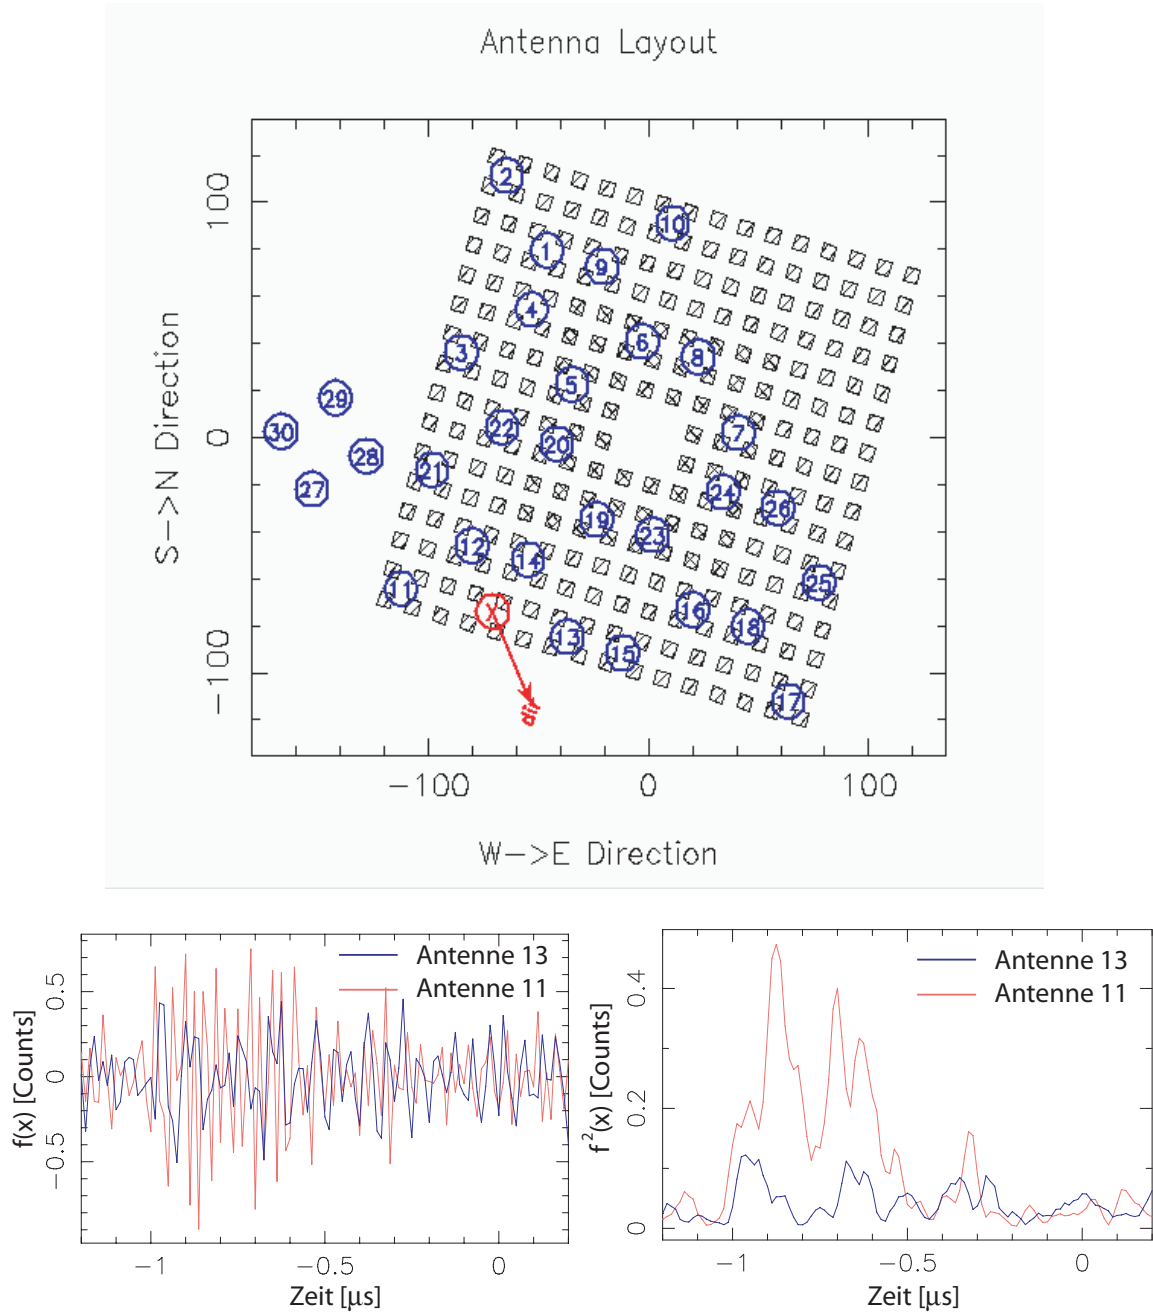 Antenna Layout
S−>N Direction
100
0
−100
2
10
1
9
4
6
8
3
5
29
30
22
7
20
28
21
27
24
26
19
23
12
14
25
11
X
16
13
18
15
17
−100 0 100
W−>E Direction
f(x) [Counts]
0.5
0
−0.5
Antenne 13
Antenne 11
−1 −0.5 0
Zeit [μs]
f²(x) [Counts]
0.4
0.2
0
Antenne 13
Antenne 11
−1 −0.5 0
Zeit [μs]